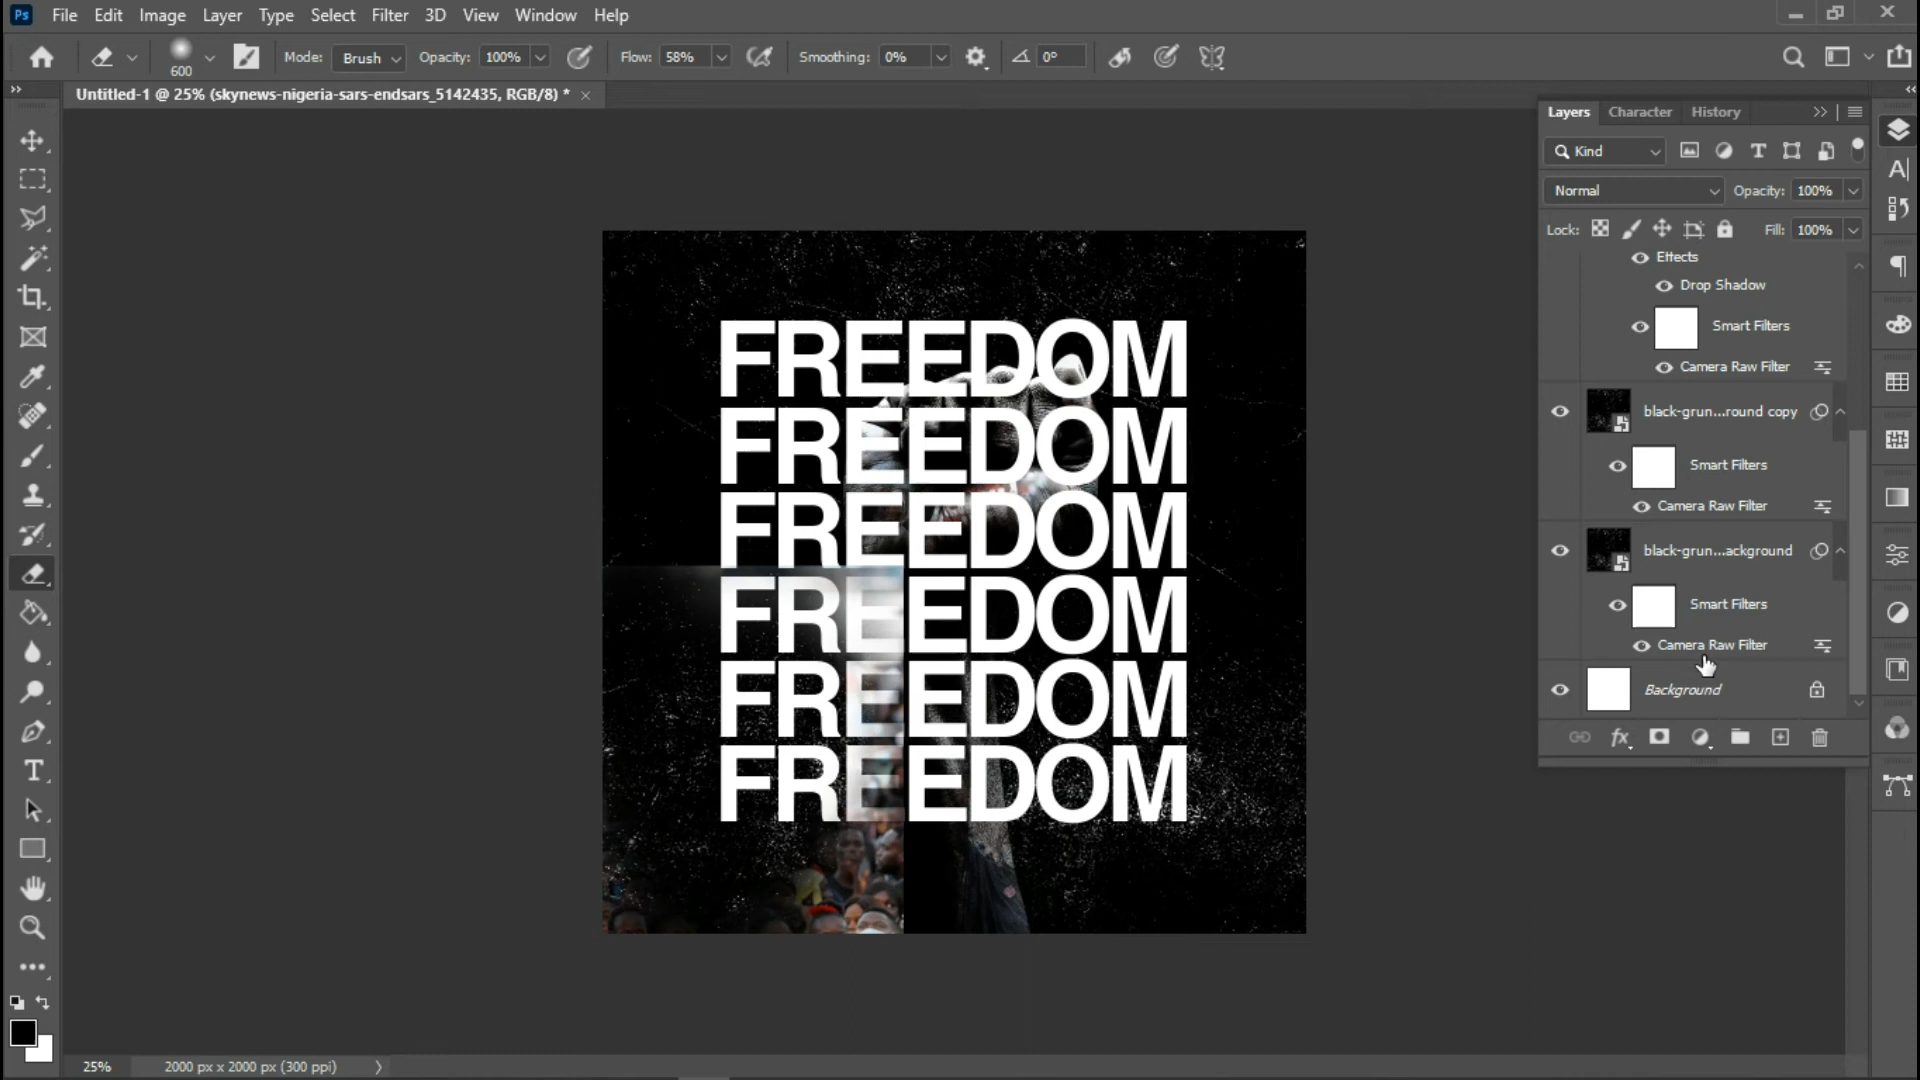 Ps File Edit Image Layer Type Select Filter 3D View Window Help
600 Mode: Brush Opacity: 100% Flow: 58% Smoothing: 0% 0°
Untitled-1 @ 25% (skynews-nigeria-sars-endsars_5142435, RGB/8) *
Layers Character History
Kind
Normal Opacity: 100%
Lock: Fill: 100%
Effects
Drop Shadow
Smart Filters
Camera Raw Filter
black-grun...round copy
Smart Filters
Camera Raw Filter
black-grun...ackground
Smart Filters
Camera Raw Filter
Background
fx
FREEDOM
FREEDOM
FREEDOM
FREEDOM
FREEDOM
FREEDOM
25% 2000 px x 2000 px (300 ppi)